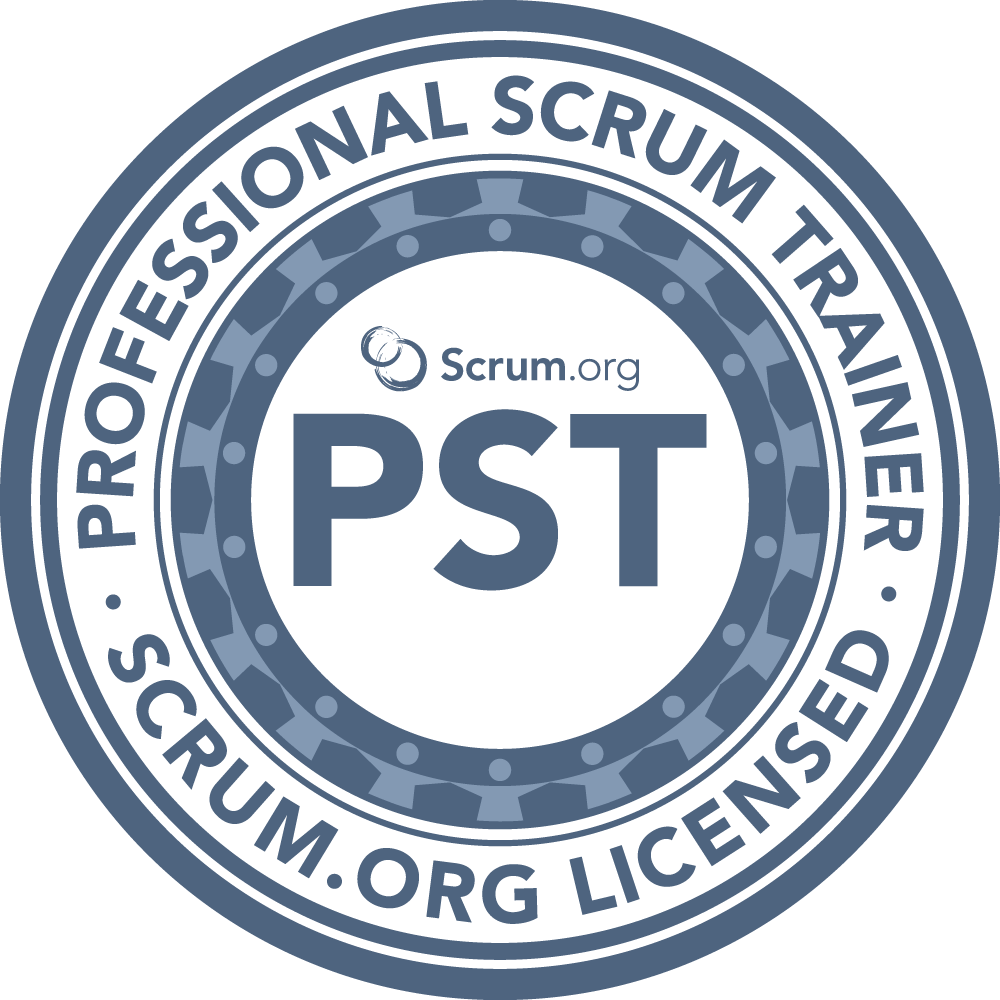 PROFESSIONAL SCRUM TRAINER
Scrum.org
PST
• SCRUM.ORG LICENSED •